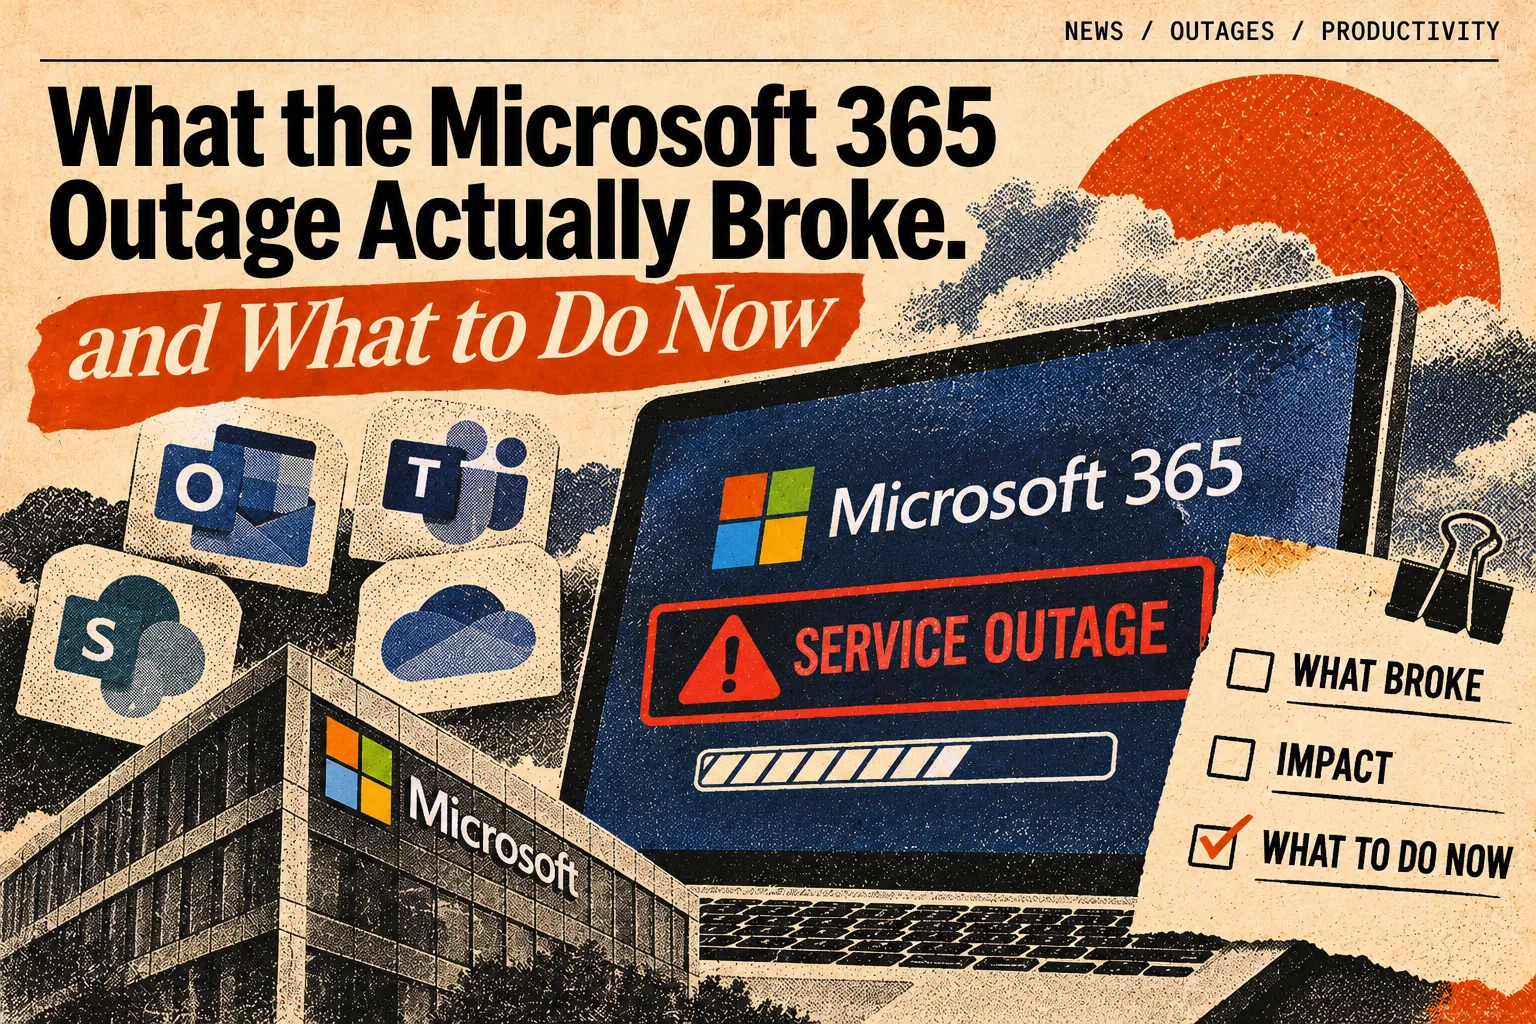 NEWS / OUTAGES / PRODUCTIVITY
What the Microsoft 365
Outage Actually Broke.
and What to Do Now
O
T
S
Microsoft 365
SERVICE OUTAGE
Microsoft
WHAT BROKE
IMPACT
WHAT TO DO NOW